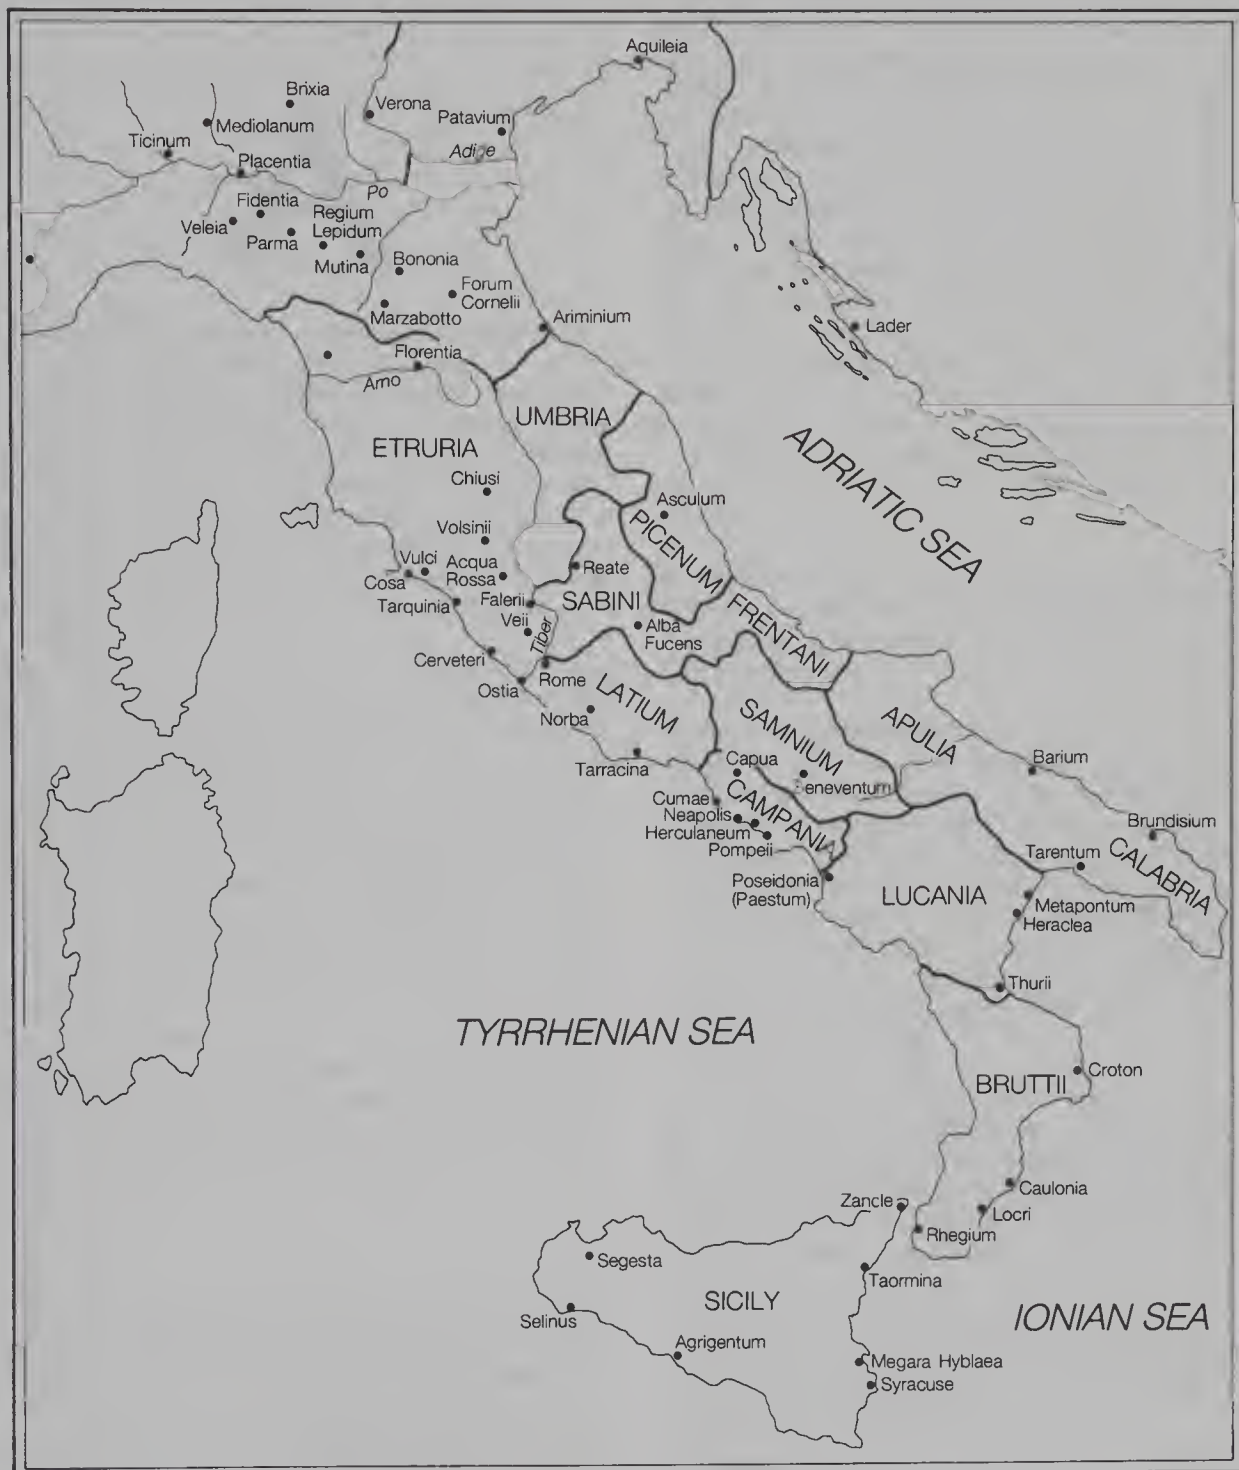 Aquileia
Brixia
Verona
Mediolanum
Patavium
Ticinum
Adige
Placentia
Po
Fidentia
Regium
Lepidum
Veleia
Parma
Mutina
Bononia
Forum
Cornelii
Marzabotto
Ariminium
Lader
Florentia
Arno
UMBRIA
ETRURIA
ADRIATIC SEA
Chiusi
Asculum
PICENUM
Volsinii
Vulci
Acqua
Rossa
Reate
Cosa
Tarquinia
Falerii
SABINI
FRENTANI
Veii
Tiber
Alba
Fucens
Cerveteri
Rome
Ostia
LATIUM
Norba
SAMNIUM
APULIA
Tarracina
Capua
Barium
Beneventum
Cumae
CAMPANIA
Neapolis
Herculaneum
Pompeii
Brundisium
Tarentum
CALABRIA
Poseidonia
(Paestum)
LUCANIA
Metapontum
Heraclea
Thurii
TYRRHENIAN SEA
BRUTTII
Croton
Caulonia
Zancle
Locri
Rhegium
Segesta
Taormina
SICILY
IONIAN SEA
Selinus
Agrigentum
Megara Hyblaea
Syracuse